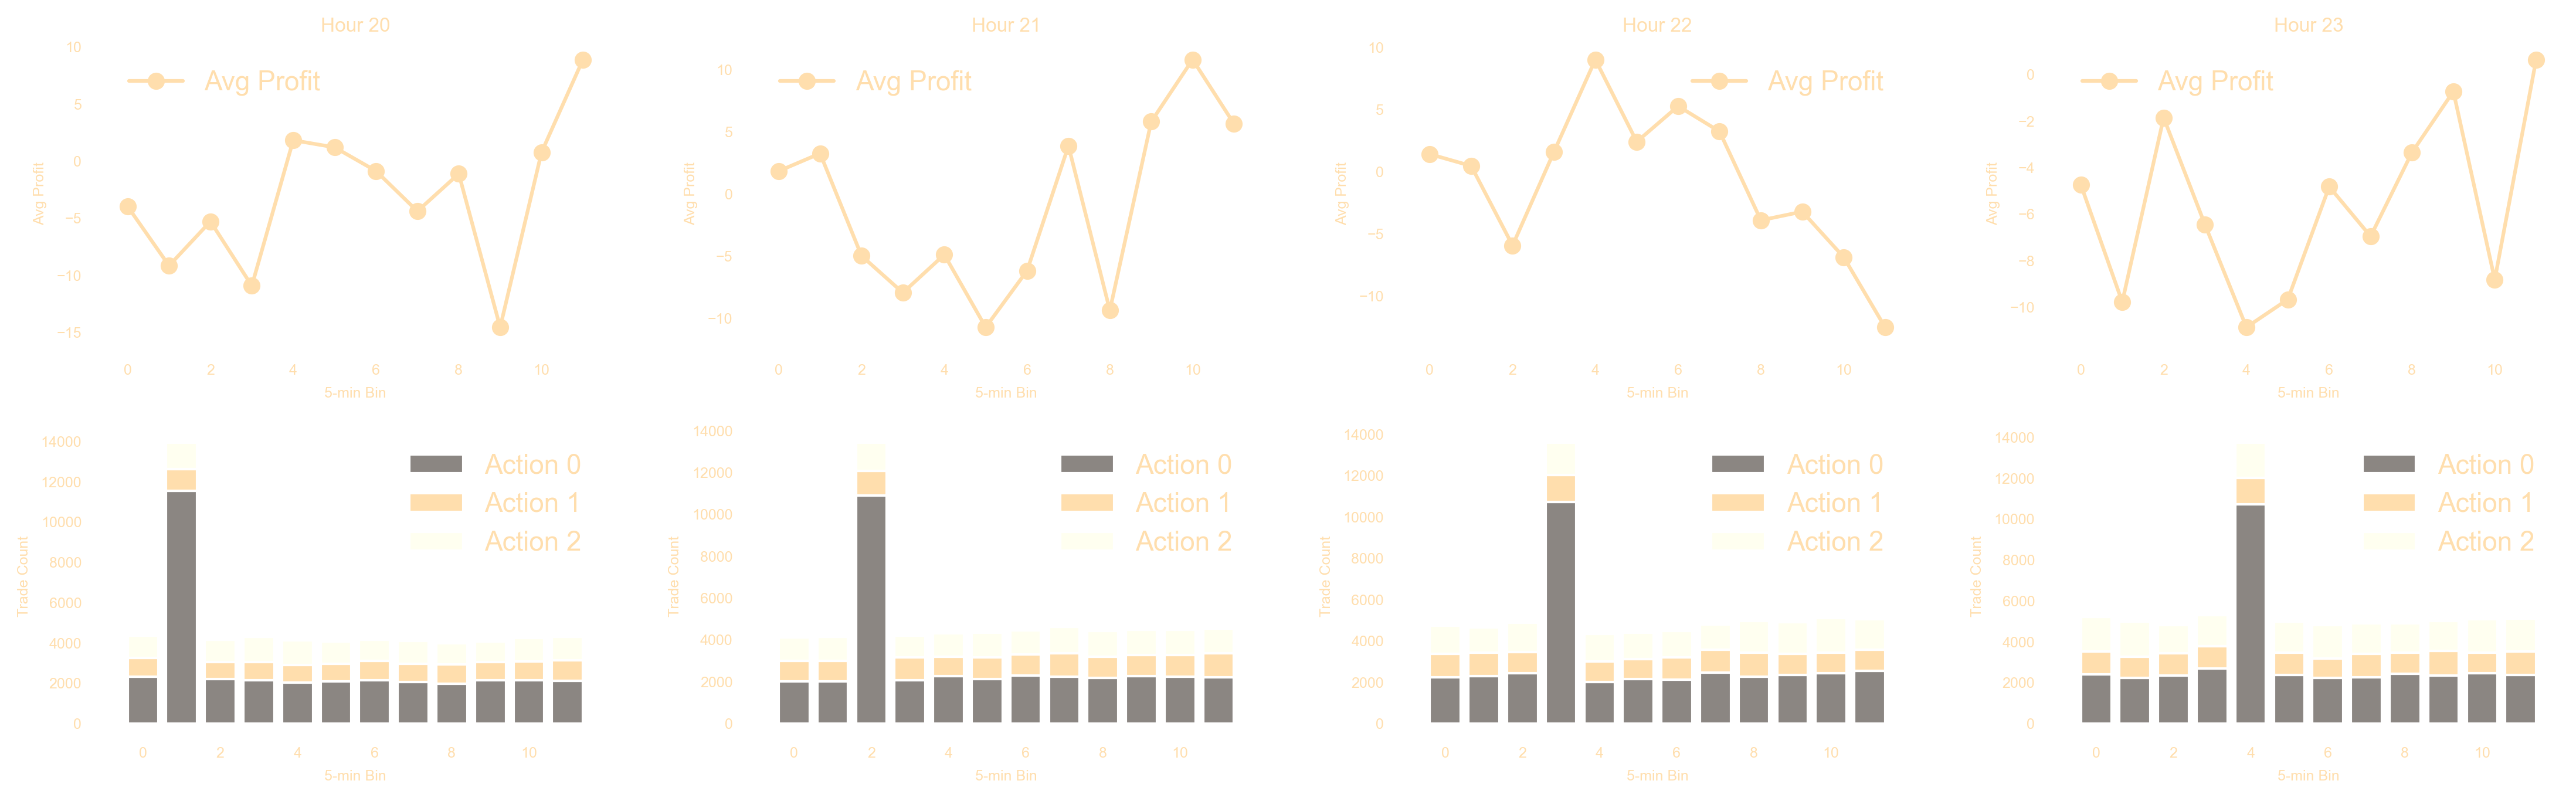 Hour 20
Avg Profit
Avg Profit
10
5
0
−5
−10
−15
0 2 4 6 8 10
5-min Bin
Hour 21
Avg Profit
Avg Profit
10
5
0
−5
−10
0 2 4 6 8 10
5-min Bin
Hour 22
Avg Profit
Avg Profit
10
5
0
−5
−10
0 2 4 6 8 10
5-min Bin
Hour 23
Avg Profit
Avg Profit
0
−2
−4
−6
−8
−10
0 2 4 6 8 10
5-min Bin
Trade Count
14000
12000
10000
8000
6000
4000
2000
0
Action 0
Action 1
Action 2
0 2 4 6 8 10
5-min Bin
Trade Count
14000
12000
10000
8000
6000
4000
2000
0
Action 0
Action 1
Action 2
0 2 4 6 8 10
5-min Bin
Trade Count
14000
12000
10000
8000
6000
4000
2000
0
Action 0
Action 1
Action 2
0 2 4 6 8 10
5-min Bin
Trade Count
14000
12000
10000
8000
6000
4000
2000
0
Action 0
Action 1
Action 2
0 2 4 6 8 10
5-min Bin